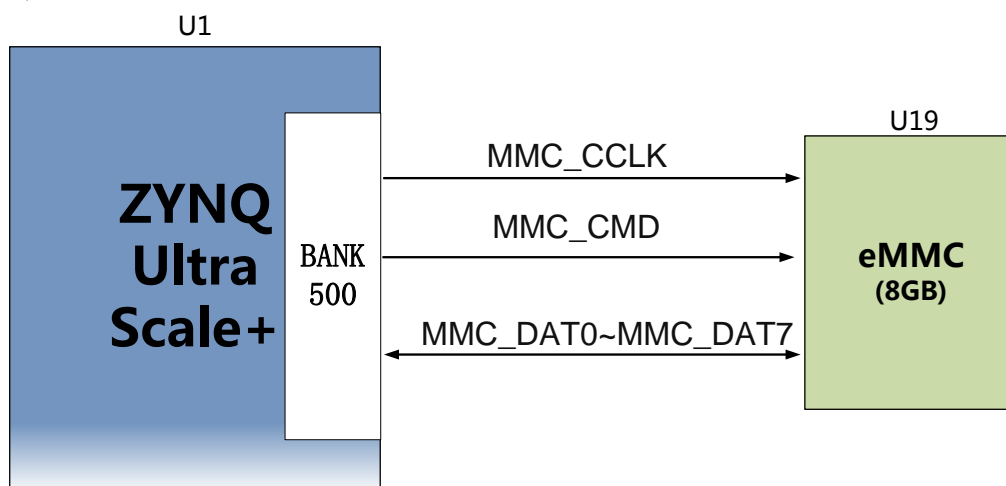 U1
ZYNQ
Ultra
Scale+
BANK
500
MMC_CCLK
MMC_CMD
MMC_DAT0~MMC_DAT7
U19
eMMC
(8GB)